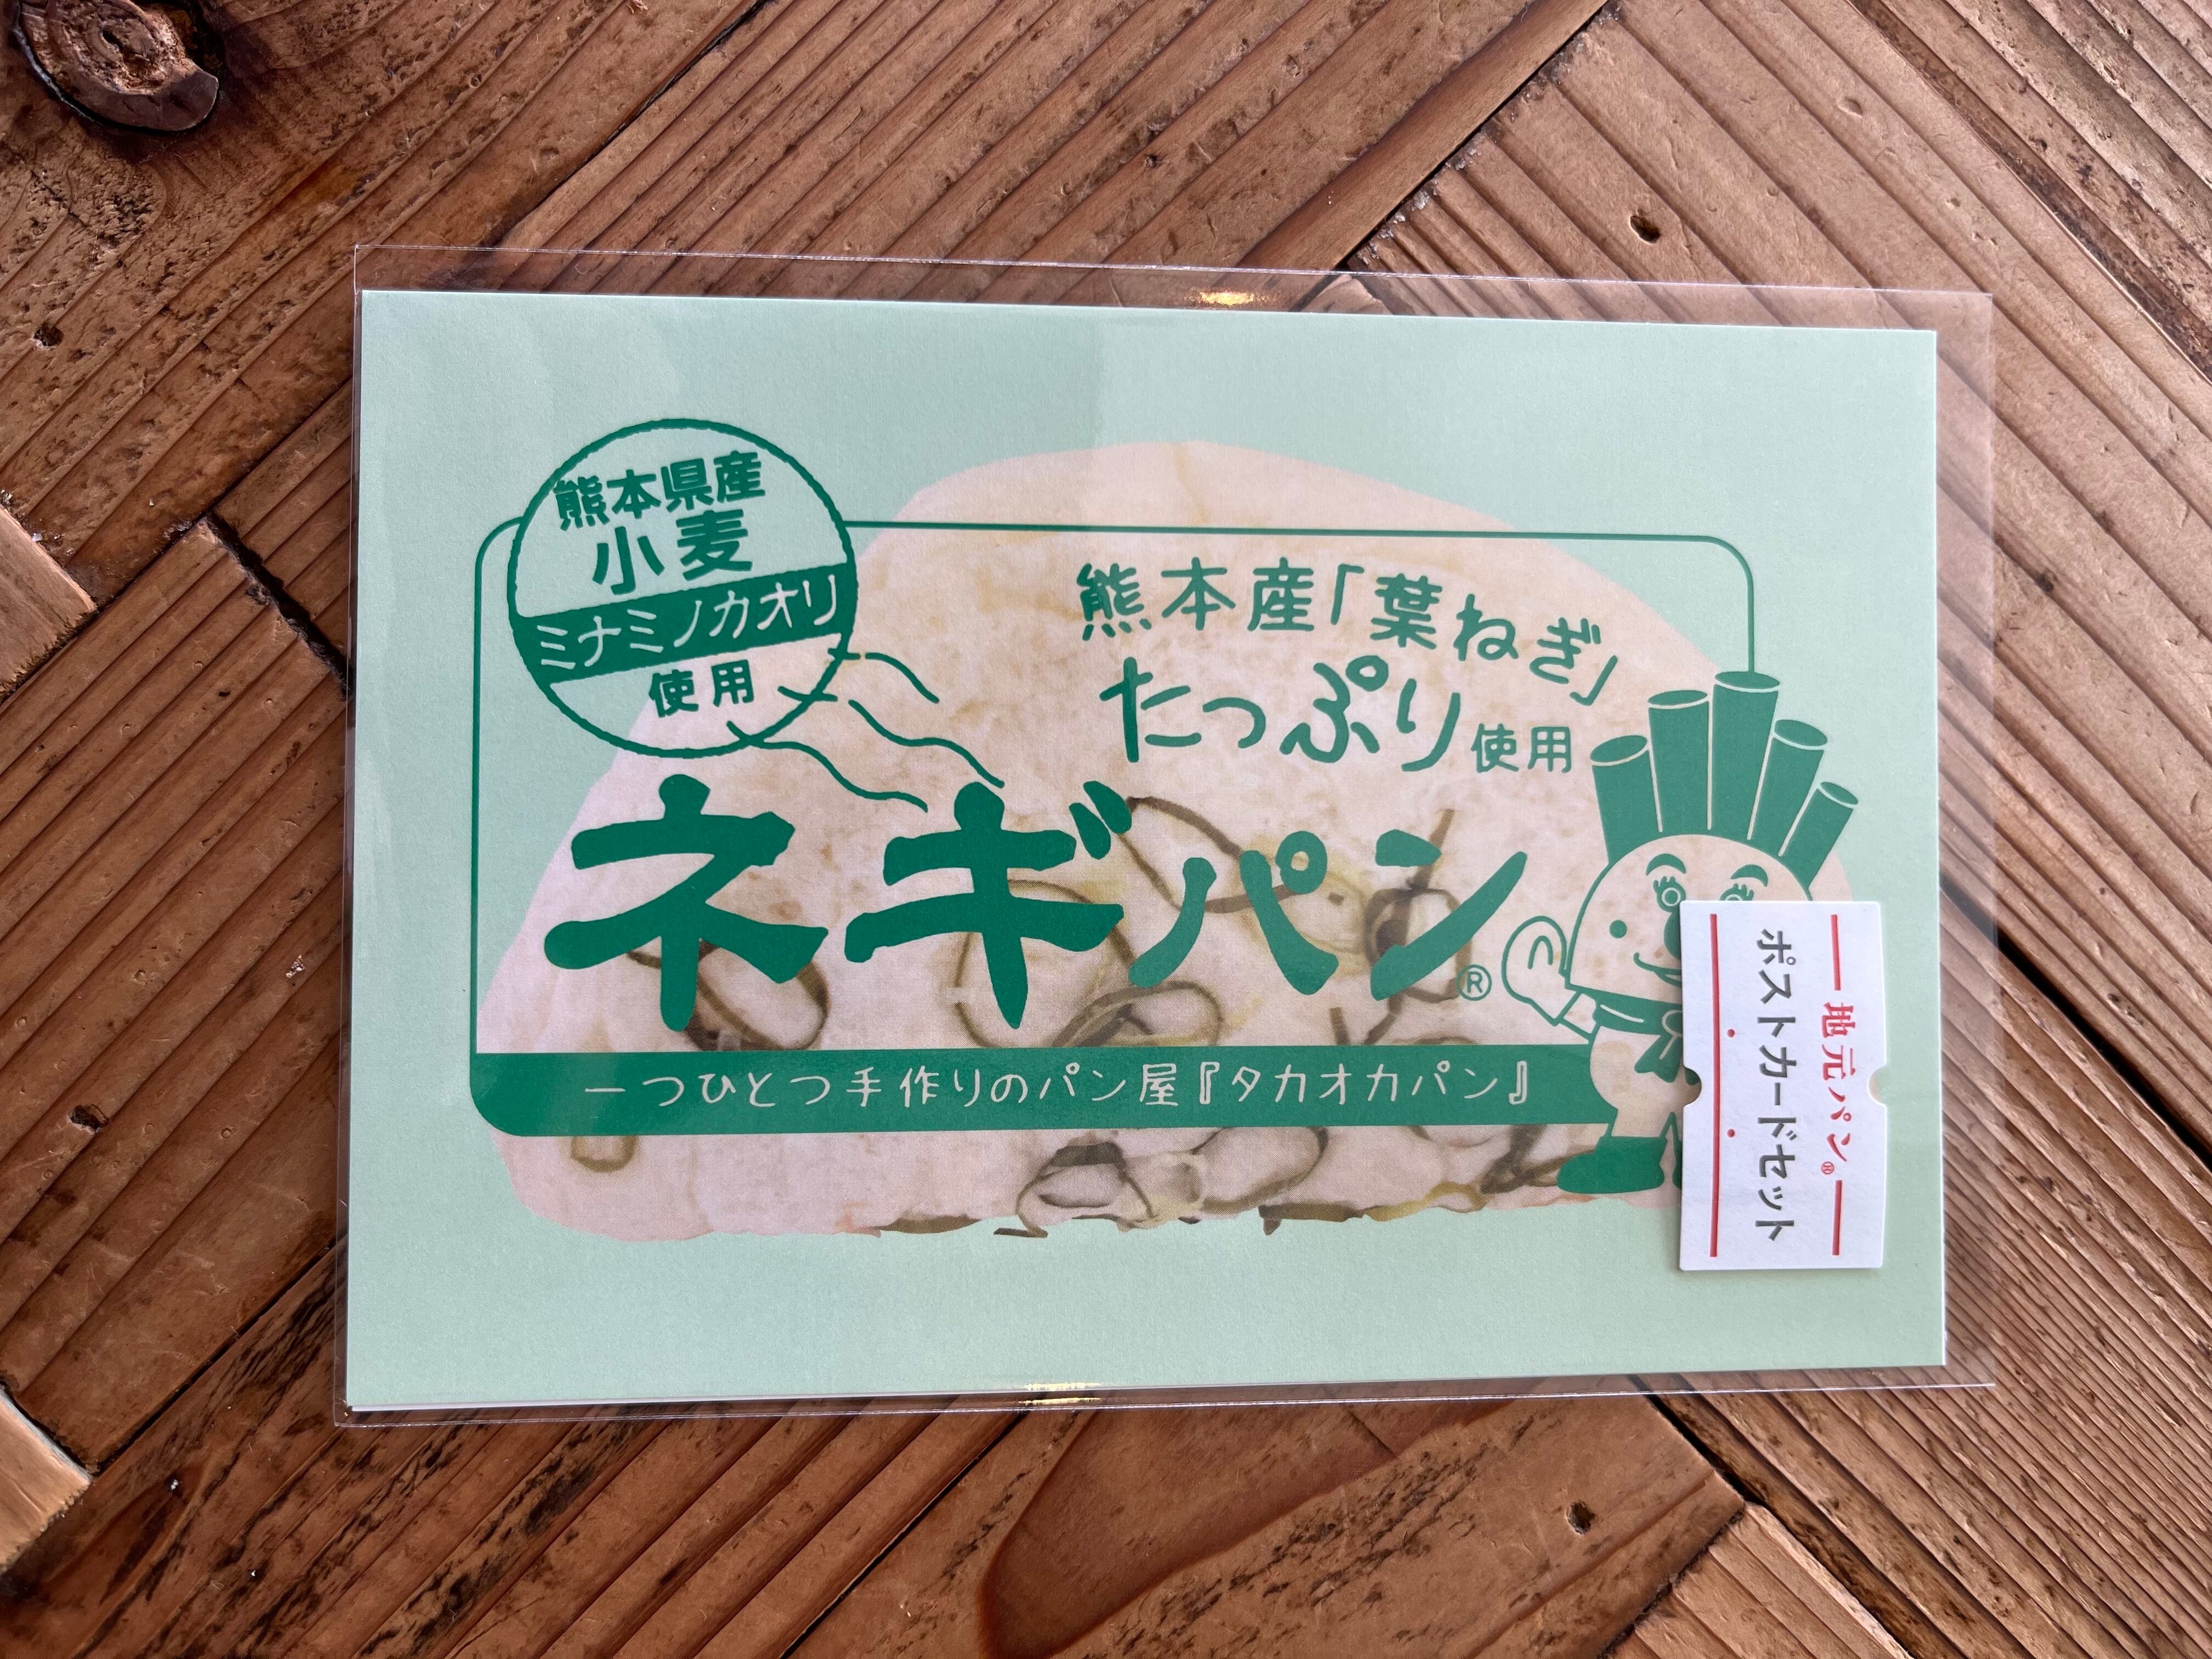 熊本県産
小麦
ミナミノカオリ
使用
熊本産「葉ねぎ」
たっぷり使用
ネギパン®
一つひとつ手作りのパン屋『タカオカパン』
地元パン®
ポストカードセット